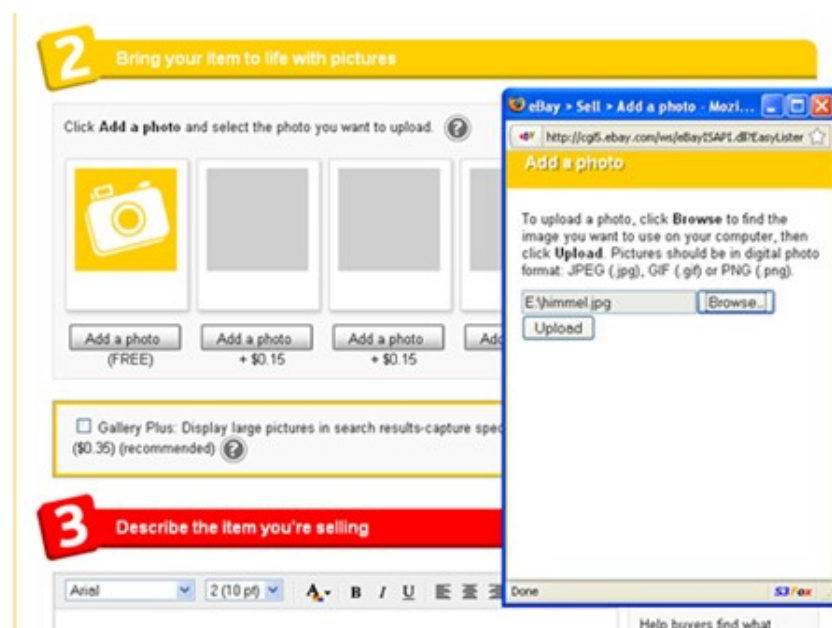 2 Bring your item to life with pictures
Click Add a photo and select the photo you want to upload. ?
Add a photo
(FREE)
Add a photo
+ $0.15
Add a photo
+ $0.15
Gallery Plus: Display large pictures in search results-capture
($0.35) (recommended) ?
3 Describe the item you're selling
Arial 2 (10 pt) A B I U
Help buyers find what
eBay > Sell > Add a photo - Mozi...
http://cgi5.ebay.com/ws/eBayISAPI.dll?EasyLister
Add a photo
To upload a photo, click Browse to find the
image you want to use on your computer, then
click Upload. Pictures should be in digital photo
format: JPEG (.jpg), GIF (.gif) or PNG (.png).
E:\himmel.jpg Browse...
Upload
Done S3Fox